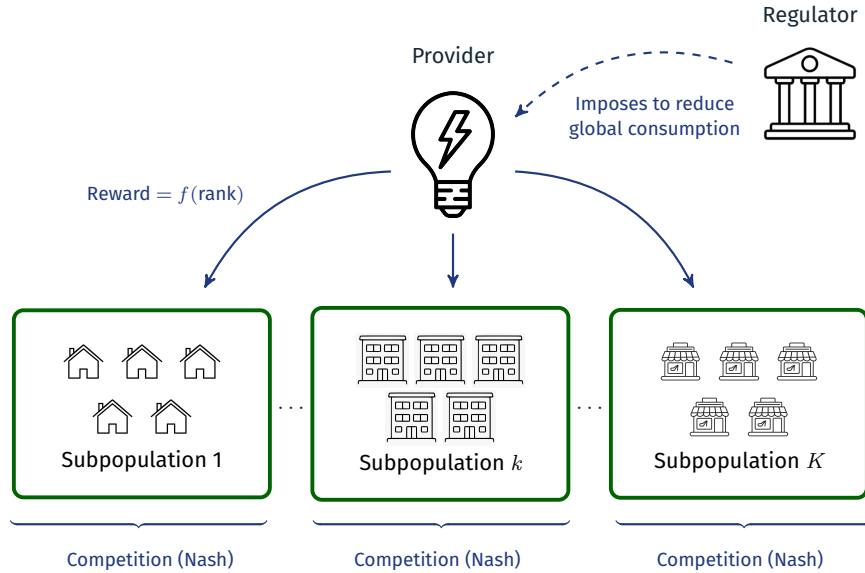 Regulator
Provider
Imposes to reduce
global consumption
Reward = f(rank)
Subpopulation 1
...
Subpopulation k
...
Subpopulation K
Competition (Nash)
Competition (Nash)
Competition (Nash)